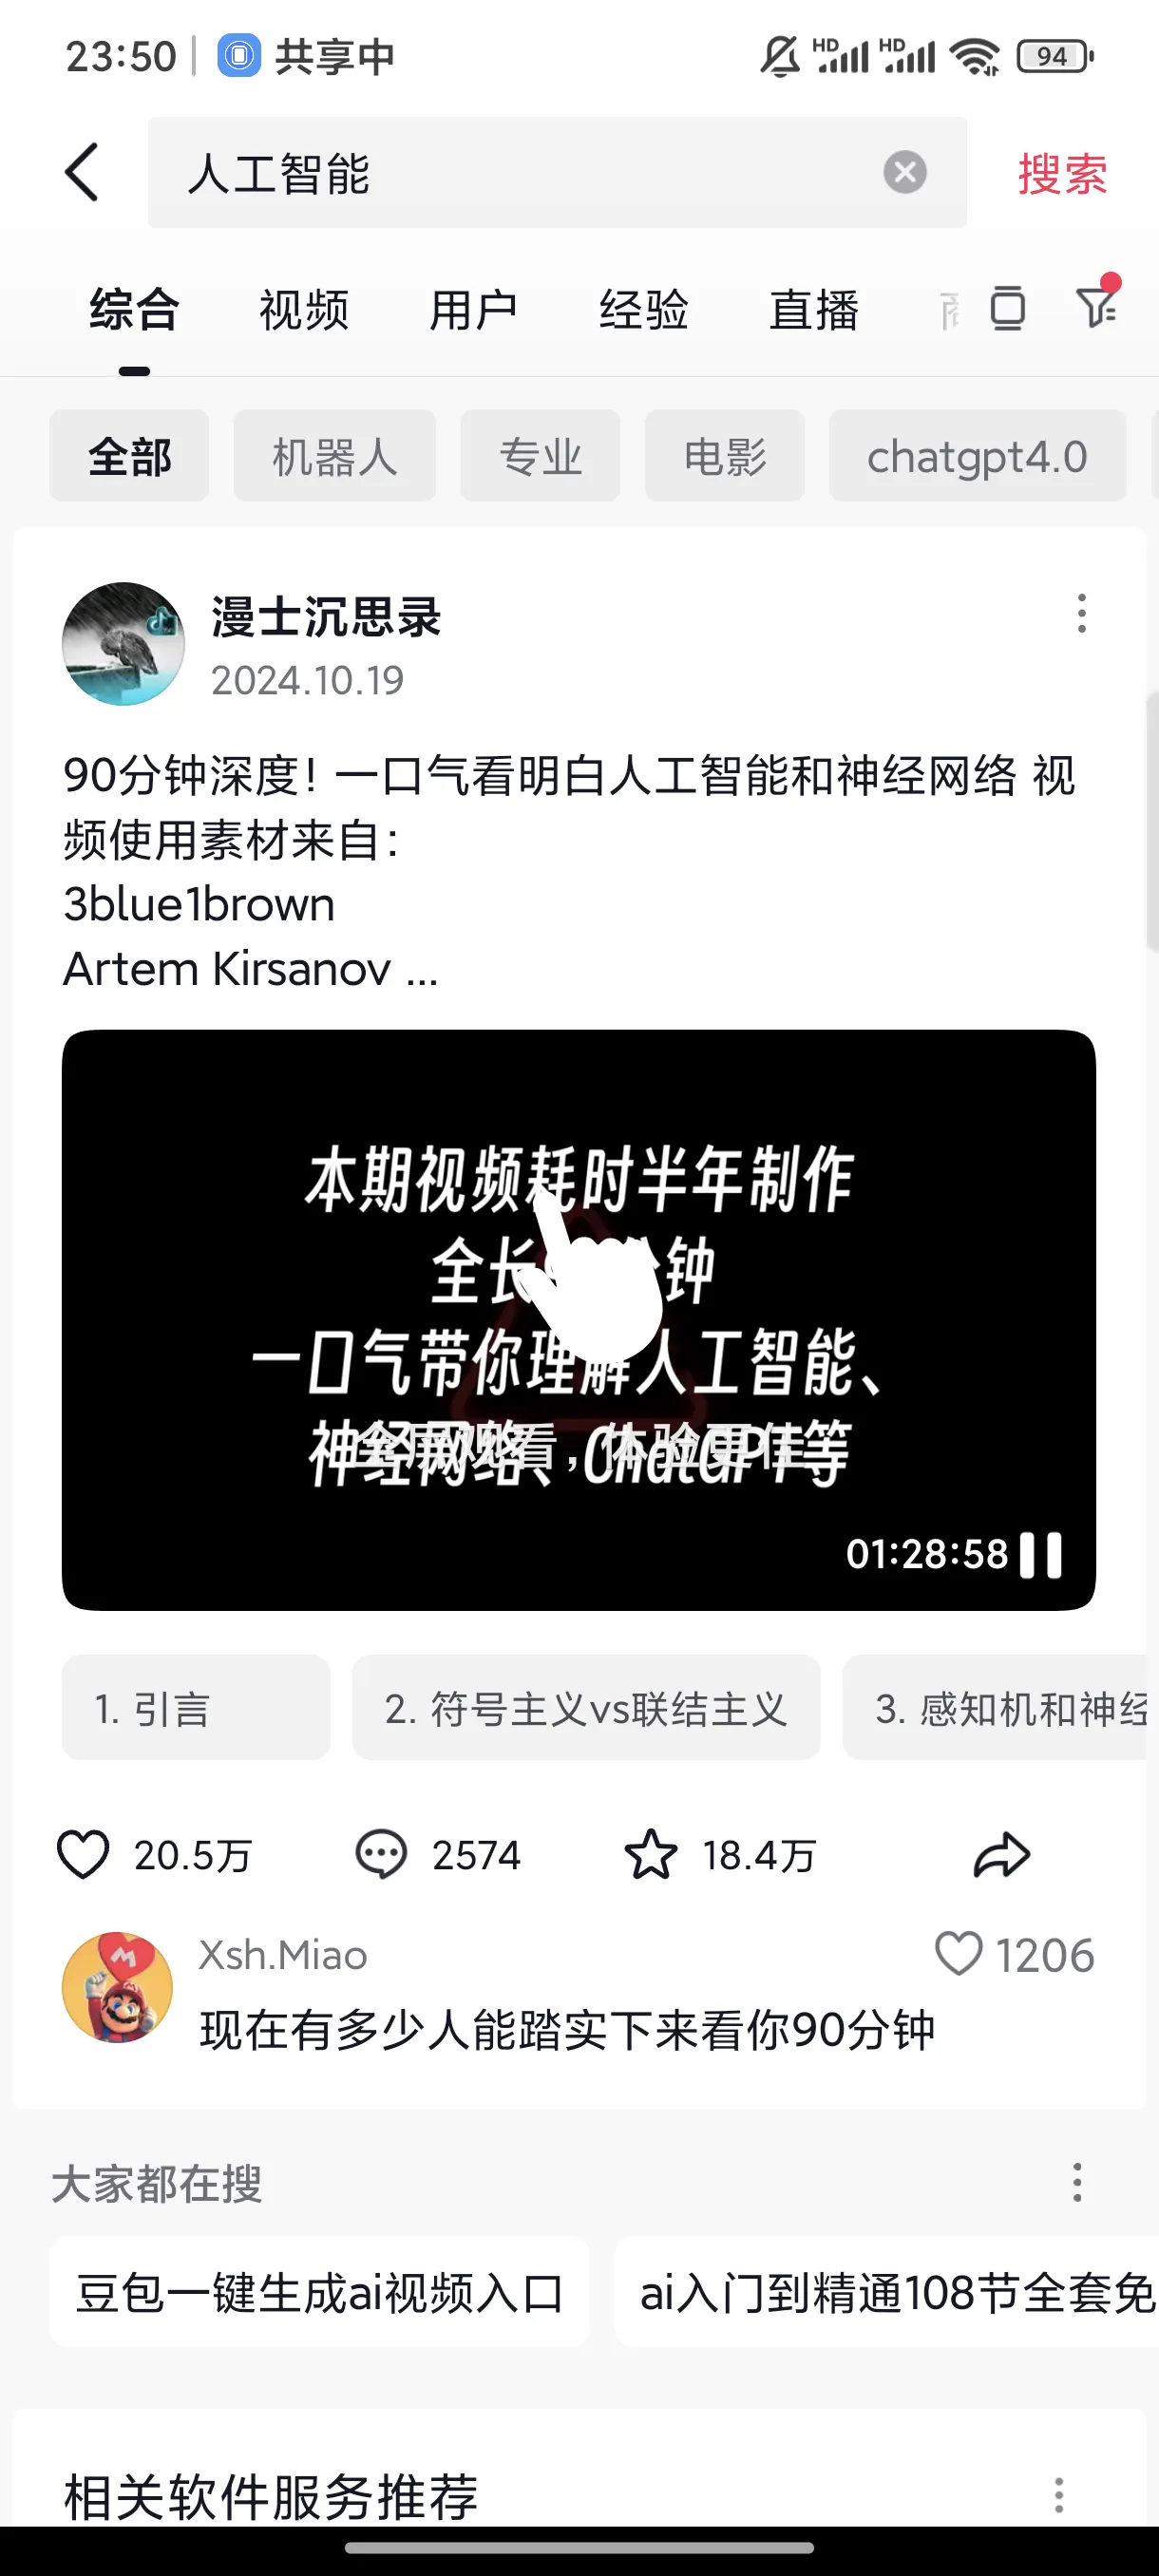 23:50
共享中
HD
HD
94
人工智能
搜索
综合
视频
用户
经验
直播
全部
机器人
专业
电影
chatgpt4.0
漫士沉思录
2024.10.19
90分钟深度！一口气看明白人工智能和神经网络 视
频使用素材来自：
3blue1brown
Artem Kirsanov ...
本期视频耗时半年制作
全长 钟
一口气带你理解人工智能、
神经网络、ChatGPT等
全屏观看，体验更佳
01:28:58
1. 引言
2. 符号主义vs联结主义
3. 感知机和神经
20.5万
2574
18.4万
Xsh.Miao
1206
现在有多少人能踏实下来看你90分钟
大家都在搜
豆包一键生成ai视频入口
ai入门到精通108节全套免
相关软件服务推荐